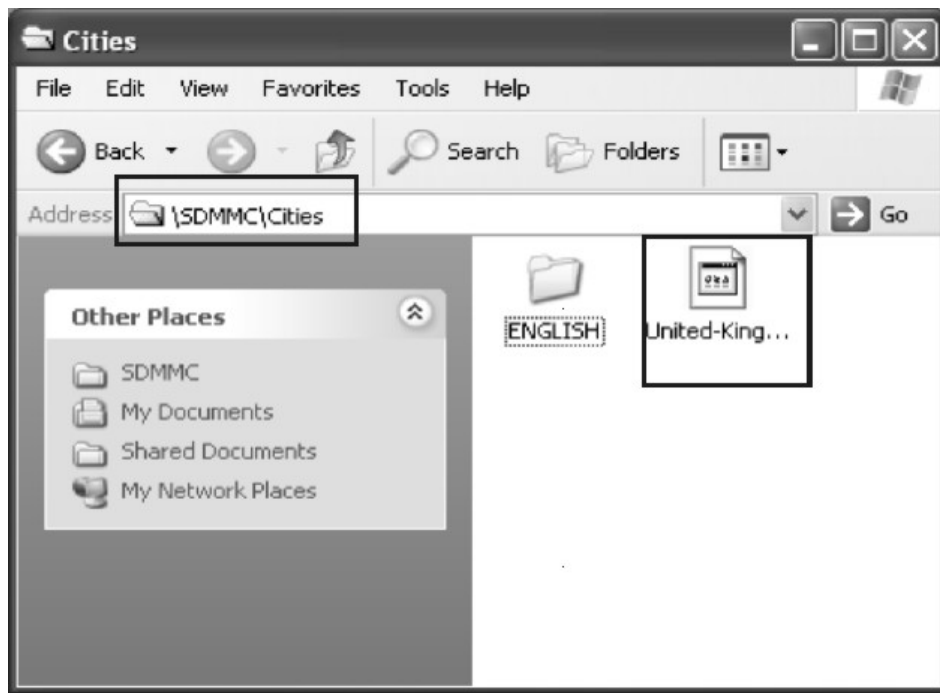 Cities
File Edit View Favorites Tools Help
Back Search Folders
Address \SDMMC\Cities Go
Other Places
SDMMC
My Documents
Shared Documents
My Network Places
ENGLISH
United-King...